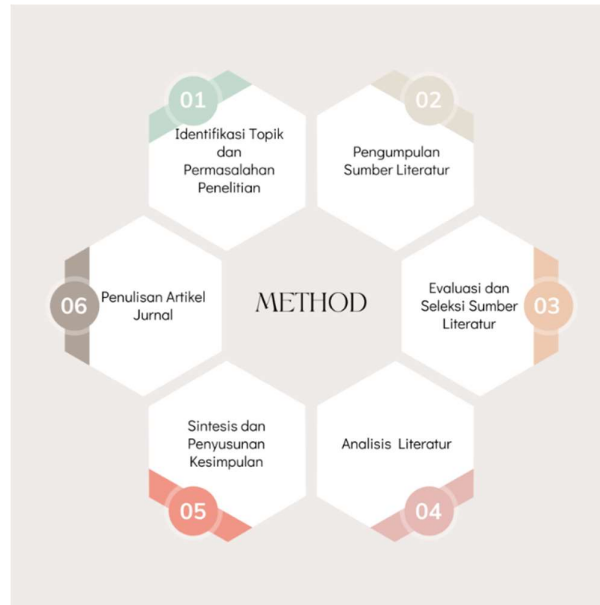 01
Identifikasi Topik
dan
Permasalahan
Penelitian
02
Pengumpulan
Sumber Literatur
03
Evaluasi dan
Seleksi Sumber
Literatur
04
Analisis Literatur
05
Sintesis dan
Penyusunan
Kesimpulan
06
Penulisan Artikel
Jurnal
METHOD